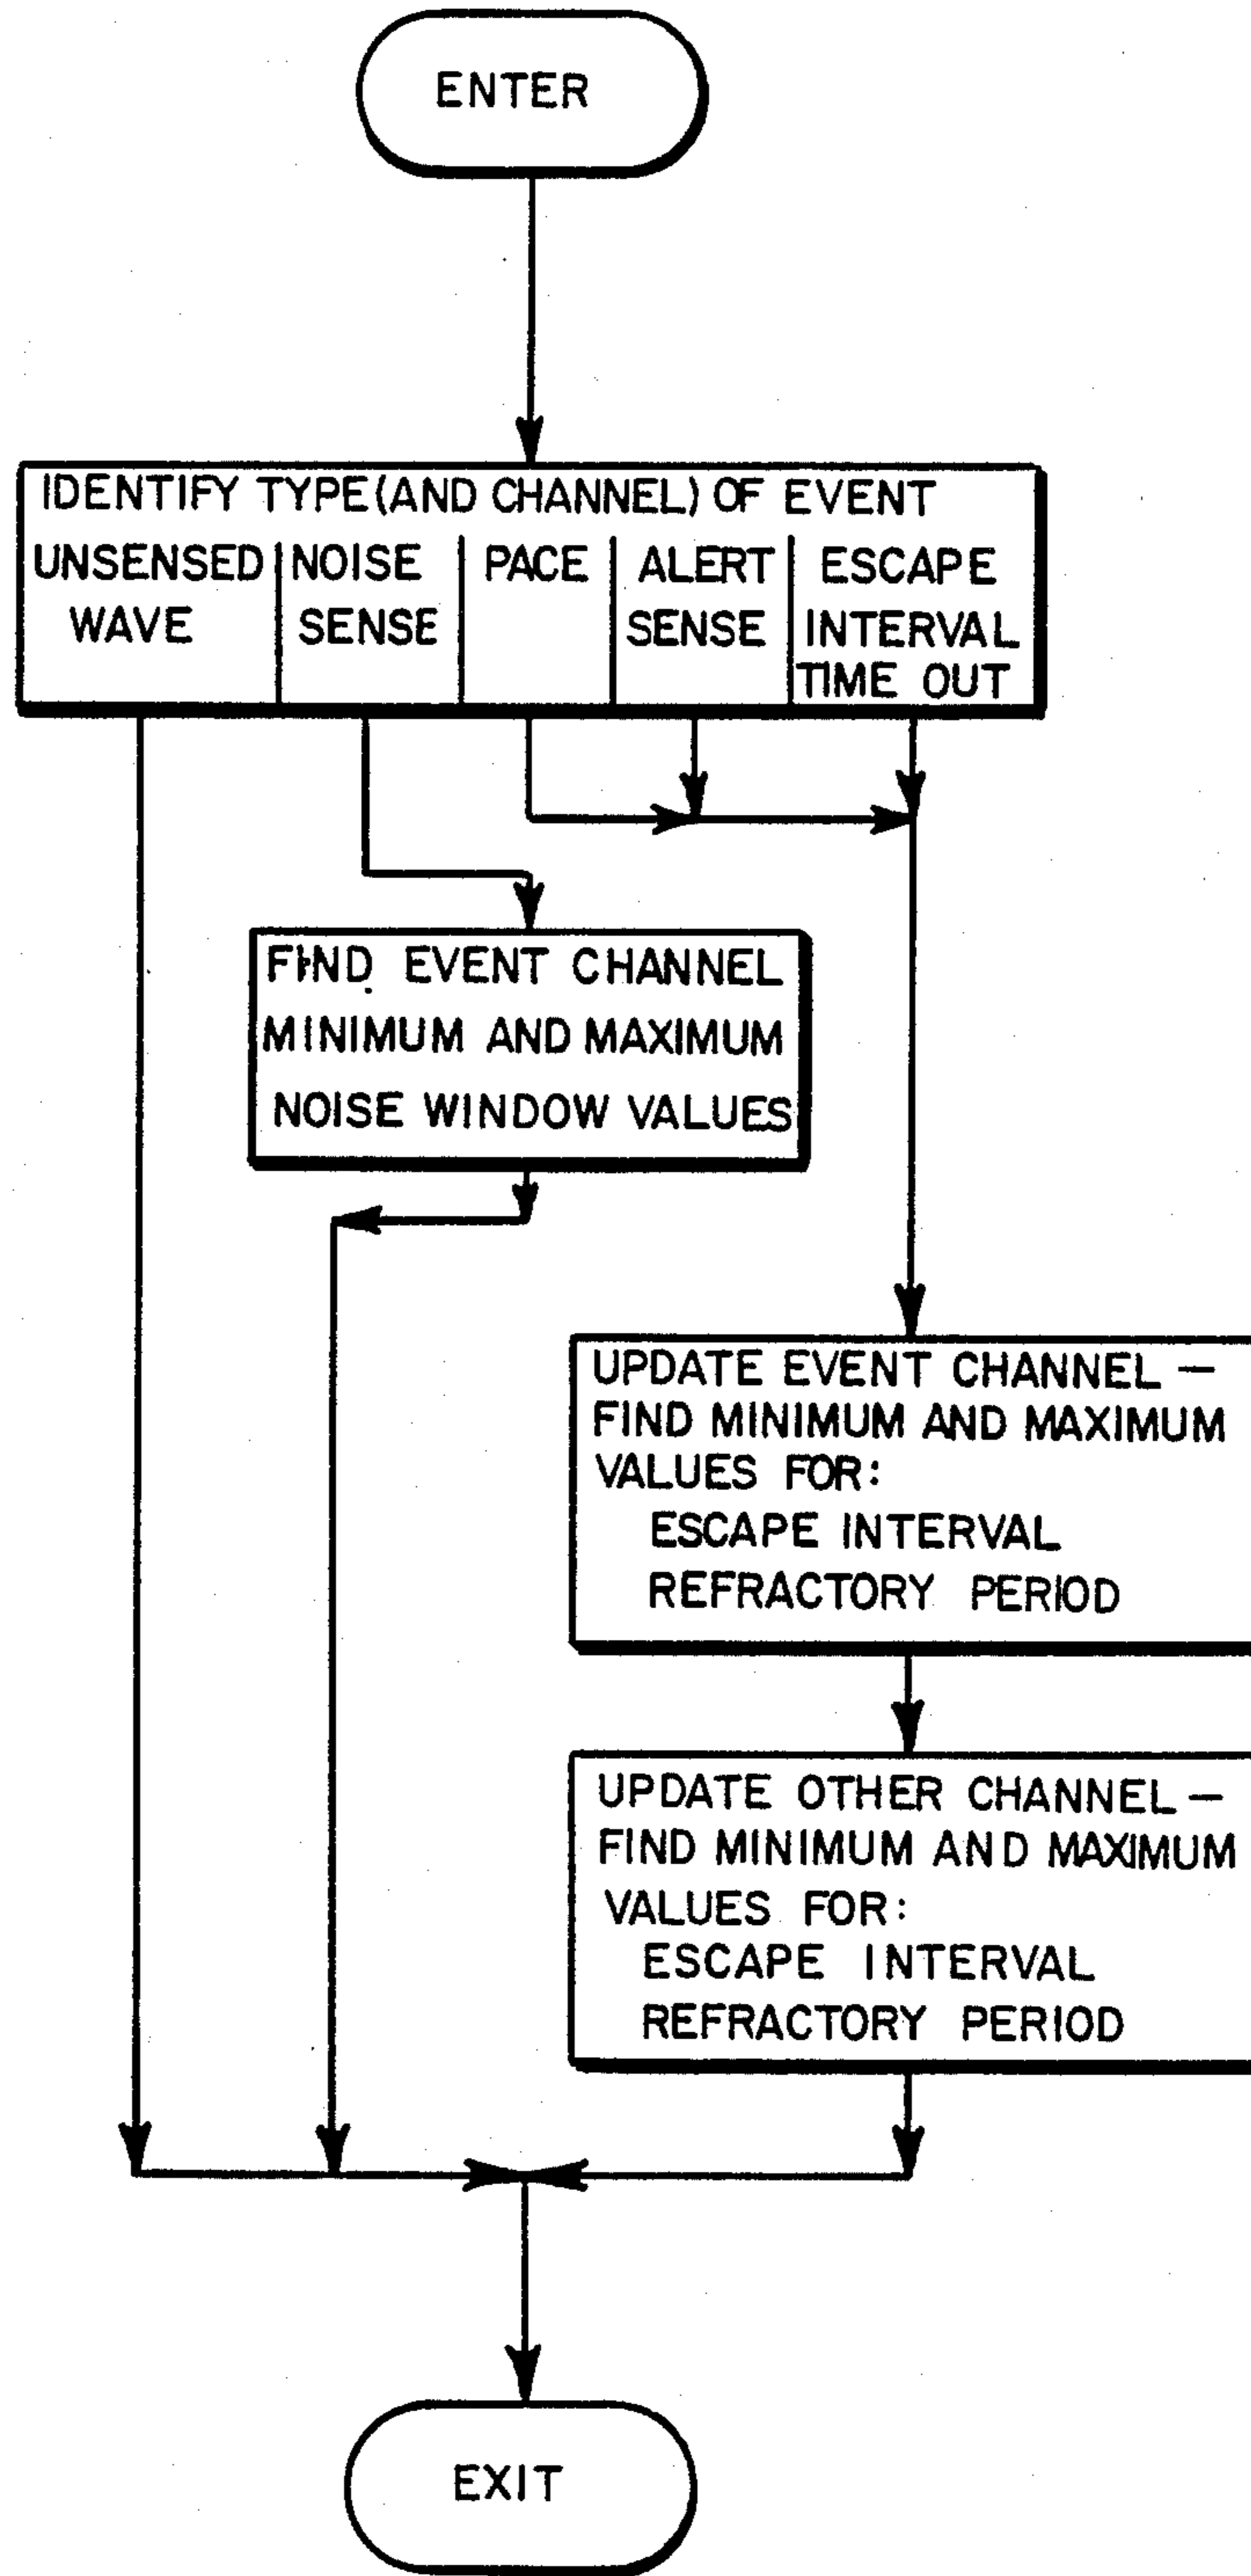 ENTER
IDENTIFY TYPE (AND CHANNEL) OF EVENT
UNSENSED
WAVE
NOISE
SENSE
PACE
ALERT
SENSE
ESCAPE
INTERVAL
TIME OUT
FIND EVENT CHANNEL
MINIMUM AND MAXIMUM
NOISE WINDOW VALUES
UPDATE EVENT CHANNEL —
FIND MINIMUM AND MAXIMUM
VALUES FOR:
ESCAPE INTERVAL
REFRACTORY PERIOD
UPDATE OTHER CHANNEL —
FIND MINIMUM AND MAXIMUM
VALUES FOR:
ESCAPE INTERVAL
REFRACTORY PERIOD
EXIT